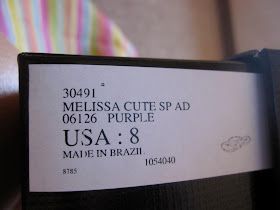 30491
MELISSA CUTE SP AD
06126 PURPLE
USA : 8
MADE IN BRAZIL
1054040
8785